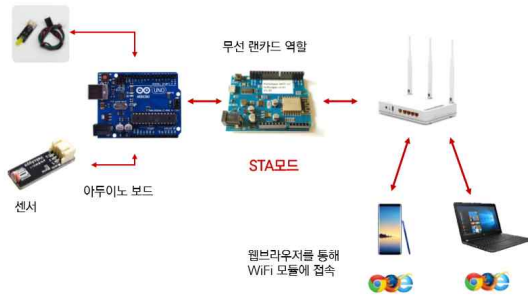 무선 랜카드 역할
UNO
STA모드
센서
아두이노 보드
웹브라우저를 통해
WiFi 모듈에 접속